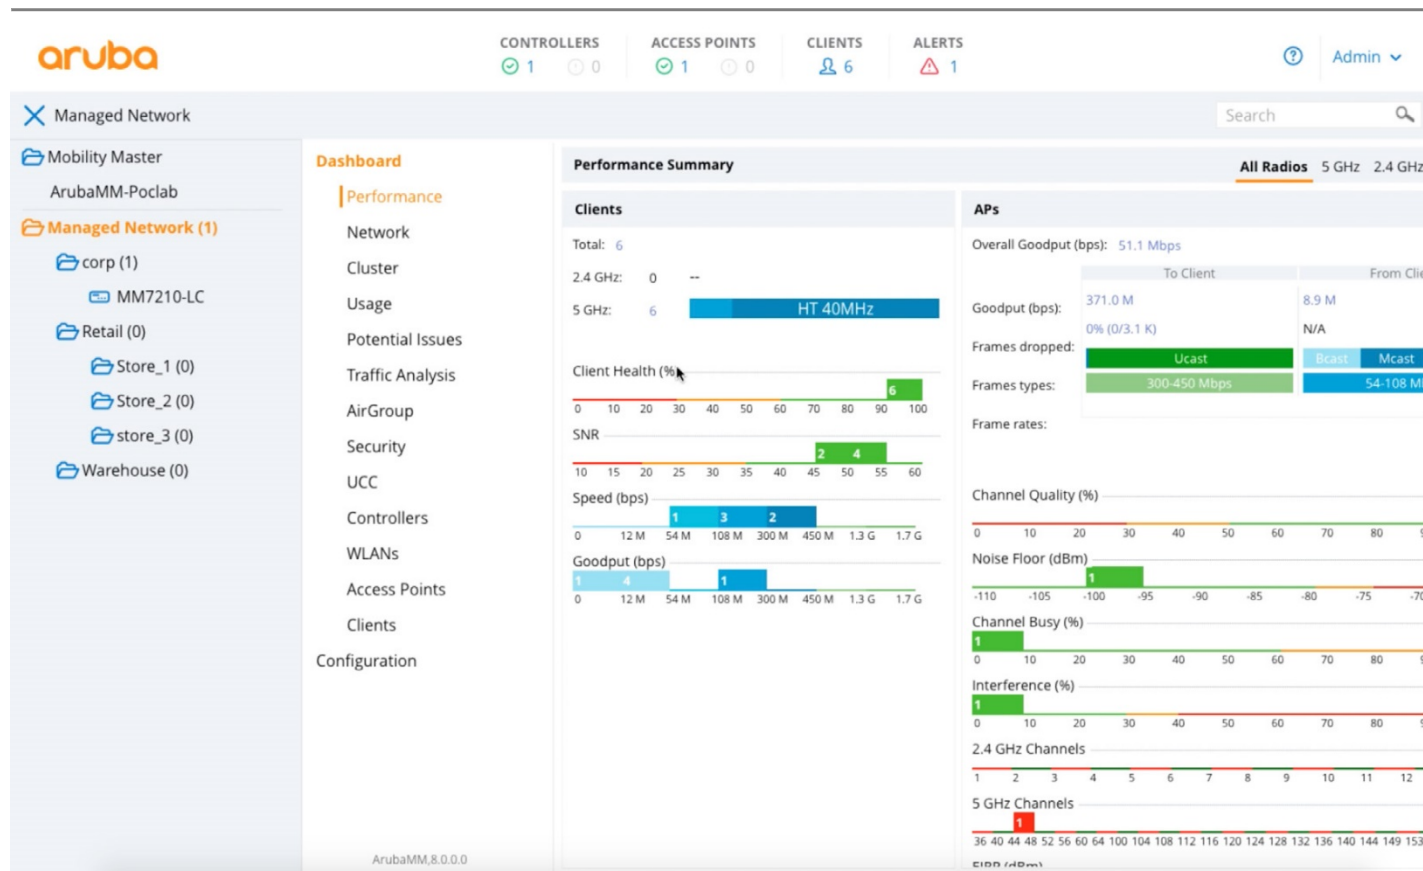 aruba
CONTROLLERS ACCESS POINTS CLIENTS ALERTS
1 0 1 0 6 1
? Admin
Managed Network
Search
Mobility Master
ArubaMM-Poclab
Managed Network (1)
corp (1)
MM7210-LC
Retail (0)
Store_1 (0)
Store_2 (0)
store_3 (0)
Warehouse (0)
Dashboard
Performance
Network
Cluster
Usage
Potential Issues
Traffic Analysis
AirGroup
Security
UCC
Controllers
WLANs
Access Points
Clients
Configuration
ArubaMM,8.0.0.0
Performance Summary
All Radios 5 GHz 2.4 GHz
Clients
Total: 6
2.4 GHz: 0 --
5 GHz: 6 HT 40MHz
Client Health (%)
6
0 10 20 30 40 50 60 70 80 90 100
SNR
2 4
10 15 20 25 30 35 40 45 50 55 60
Speed (bps)
1 3 2
0 12 M 54 M 108 M 300 M 450 M 1.3 G 1.7 G
Goodput (bps)
1 4 1
0 12 M 54 M 108 M 300 M 450 M 1.3 G 1.7 G
APs
Overall Goodput (bps): 51.1 Mbps
To Client From Clie
Goodput (bps): 371.0 M 8.9 M
0% (0/3.1 K) N/A
Frames dropped:
Ucast Bcast Mcast
Frames types: 300-450 Mbps 54-108 M
Frame rates:
Channel Quality (%)
0 10 20 30 40 50 60 70 80 9
Noise Floor (dBm)
1
-110 -105 -100 -95 -90 -85 -80 -75 -70
Channel Busy (%)
1
0 10 20 30 40 50 60 70 80 9
Interference (%)
1
0 10 20 30 40 50 60 70 80 9
2.4 GHz Channels
1 2 3 4 5 6 7 8 9 10 11 12
5 GHz Channels
1
36 40 44 48 52 56 60 64 100 104 108 112 116 120 124 128 132 136 140 144 149 153
EIRP (dBm)